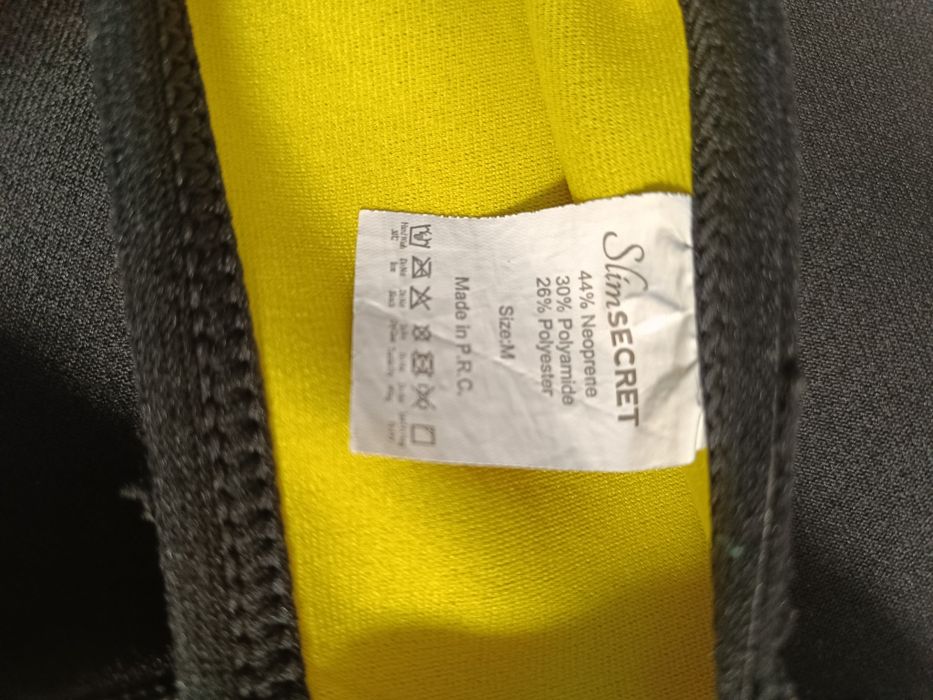 SlimSECRET
44% Neoprene
30% Polyamide
26% Polyester
Size:M
Made in P.R.C.